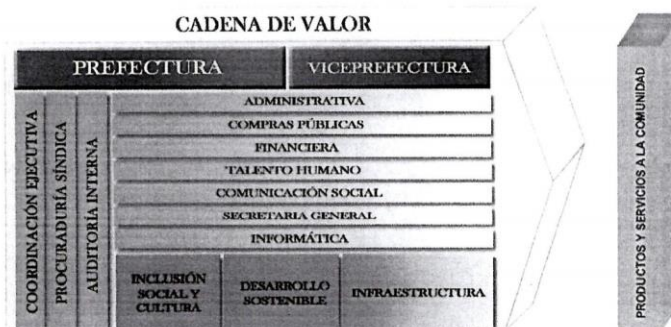 CADENA DE VALOR
PREFECTURA
VICEPREFECTURA
COORDINACIÓN EJECUTIVA
PROCURADURÍA SÍNDICA
AUDITORÍA INTERNA
ADMINISTRATIVA
COMPRAS PÚBLICAS
FINANCIERA
TALENTO HUMANO
COMUNICACIÓN SOCIAL
SECRETARIA GENERAL
INFORMÁTICA
INCLUSIÓN
SOCIAL Y
CULTURA
DESARROLLO
SOSTENIBLE
INFRAESTRUCTURA
PRODUCTOS Y SERVICIOS A LA COMUNIDAD